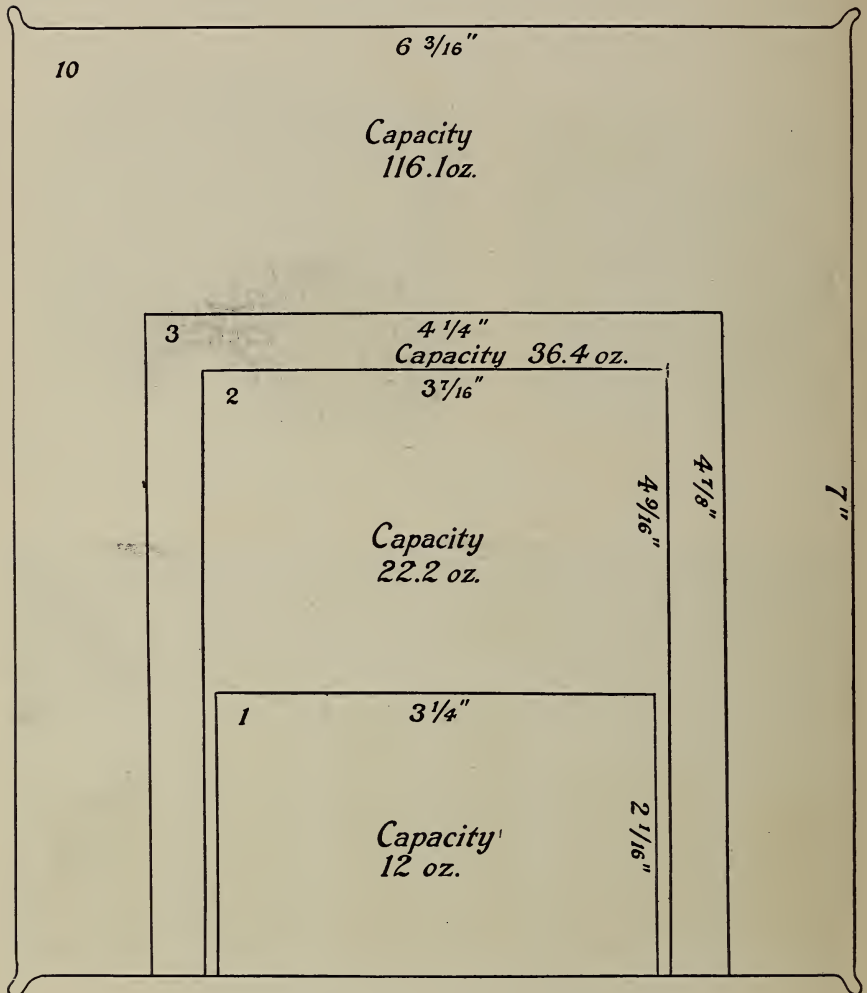 6 3/16"
10
Capacity
116.1oz.
3
4 1/4"
Capacity 36.4 oz.
2
3 7/16"
4 9/16"
4 7/8"
7"
Capacity
22.2 oz.
1
3 1/4"
2 1/16"
Capacity
12 oz.